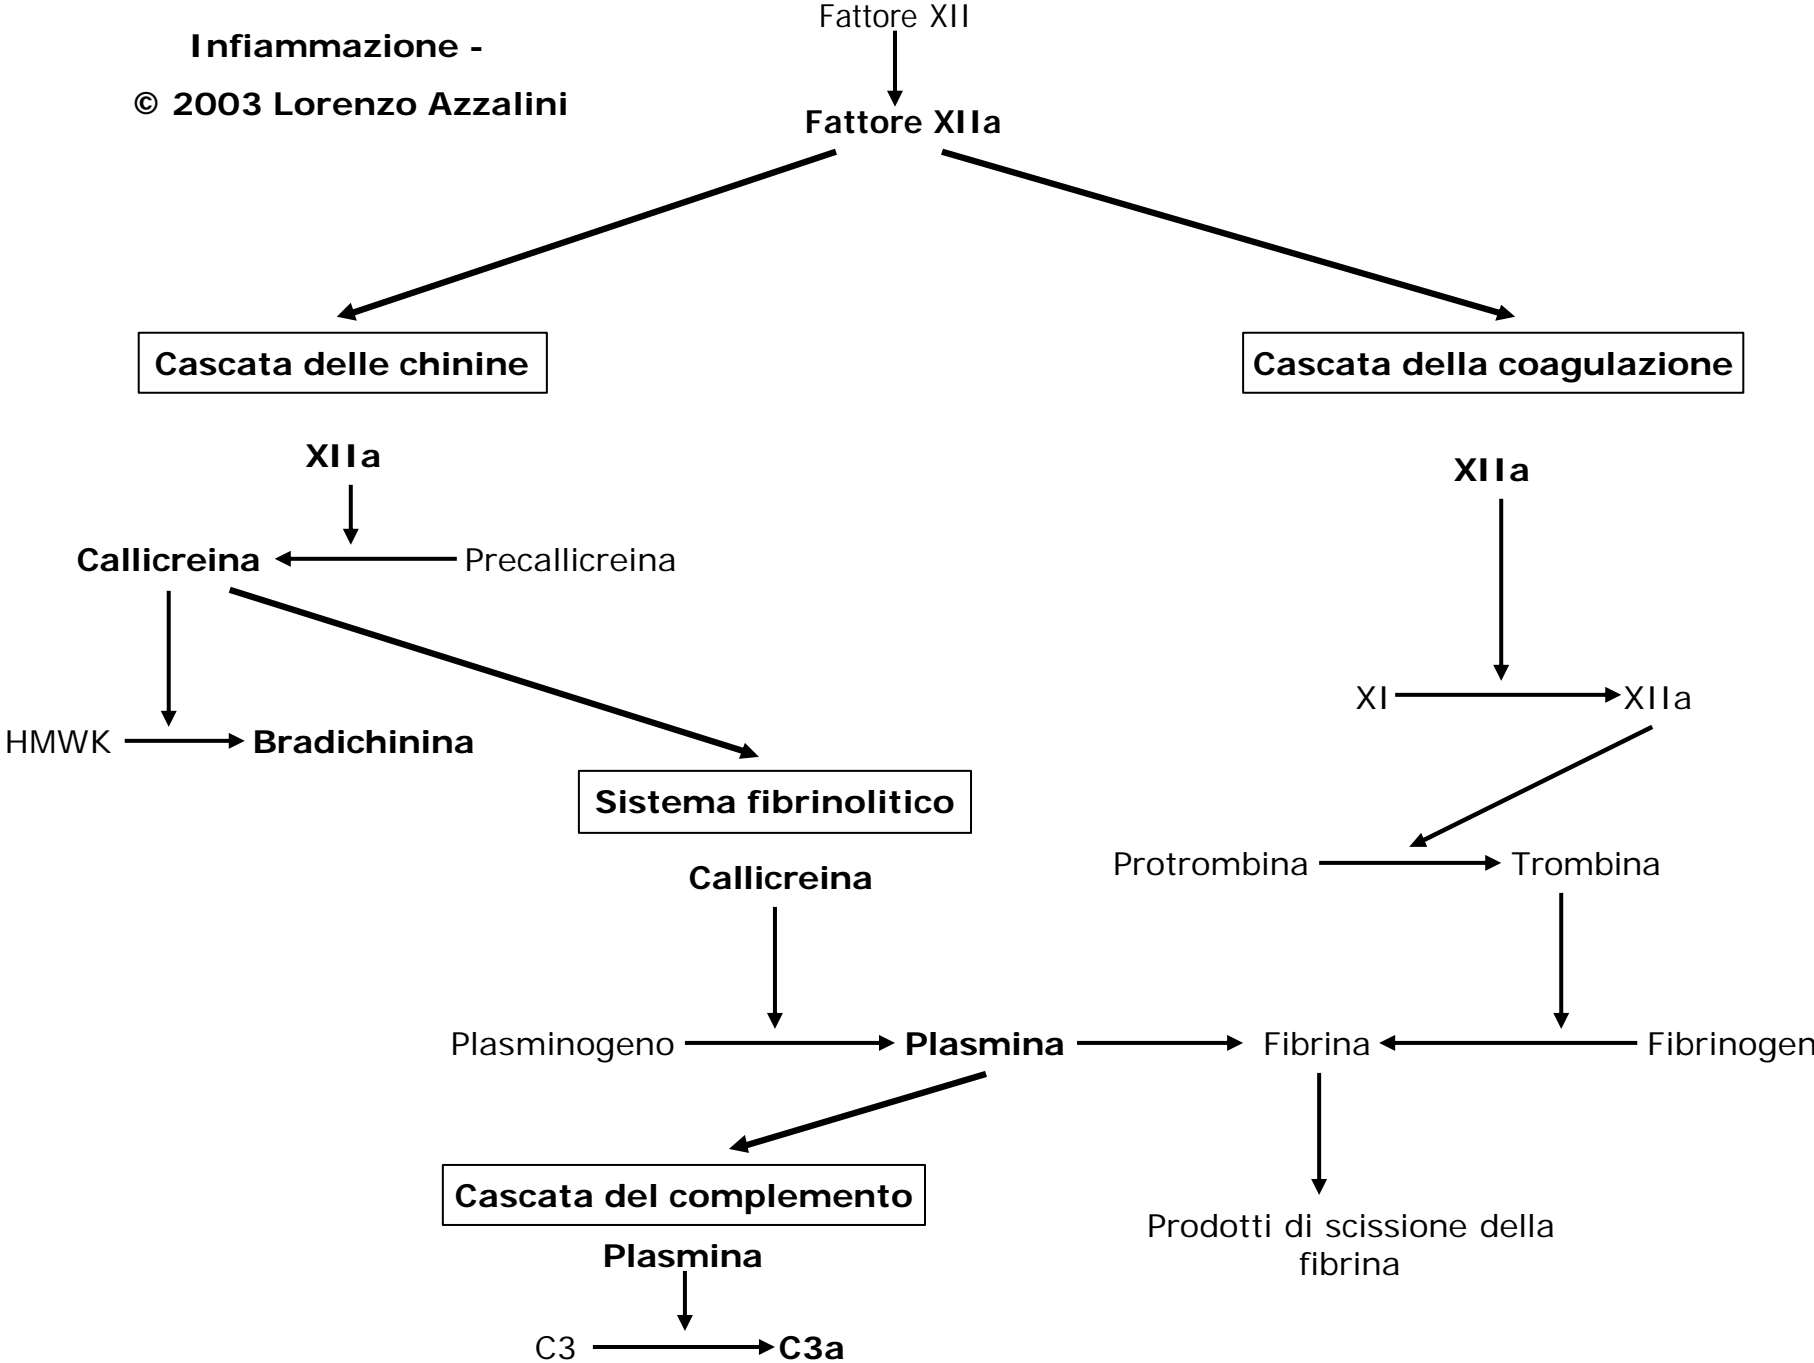 Fattore XII
Infiammazione -
© 2003 Lorenzo Azzalini
Fattore XIIa
Cascata delle chinine
Cascata della coagulazione
XIIa
XIIa
Callicreina
Precallicreina
XI
XIIa
HMWK
Bradichinina
Sistema fibrinolitico
Protrombina
Trombina
Callicreina
Plasminogeno
Plasmina
Fibrina
Fibrinogen
Cascata del complemento
Prodotti di scissione della
fibrina
Plasmina
C3
C3a